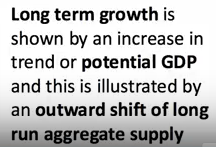 Long term growth is
shown by an increase in
trend or potential GDP
and this is illustrated by
an outward shift of long
run aggregate supply